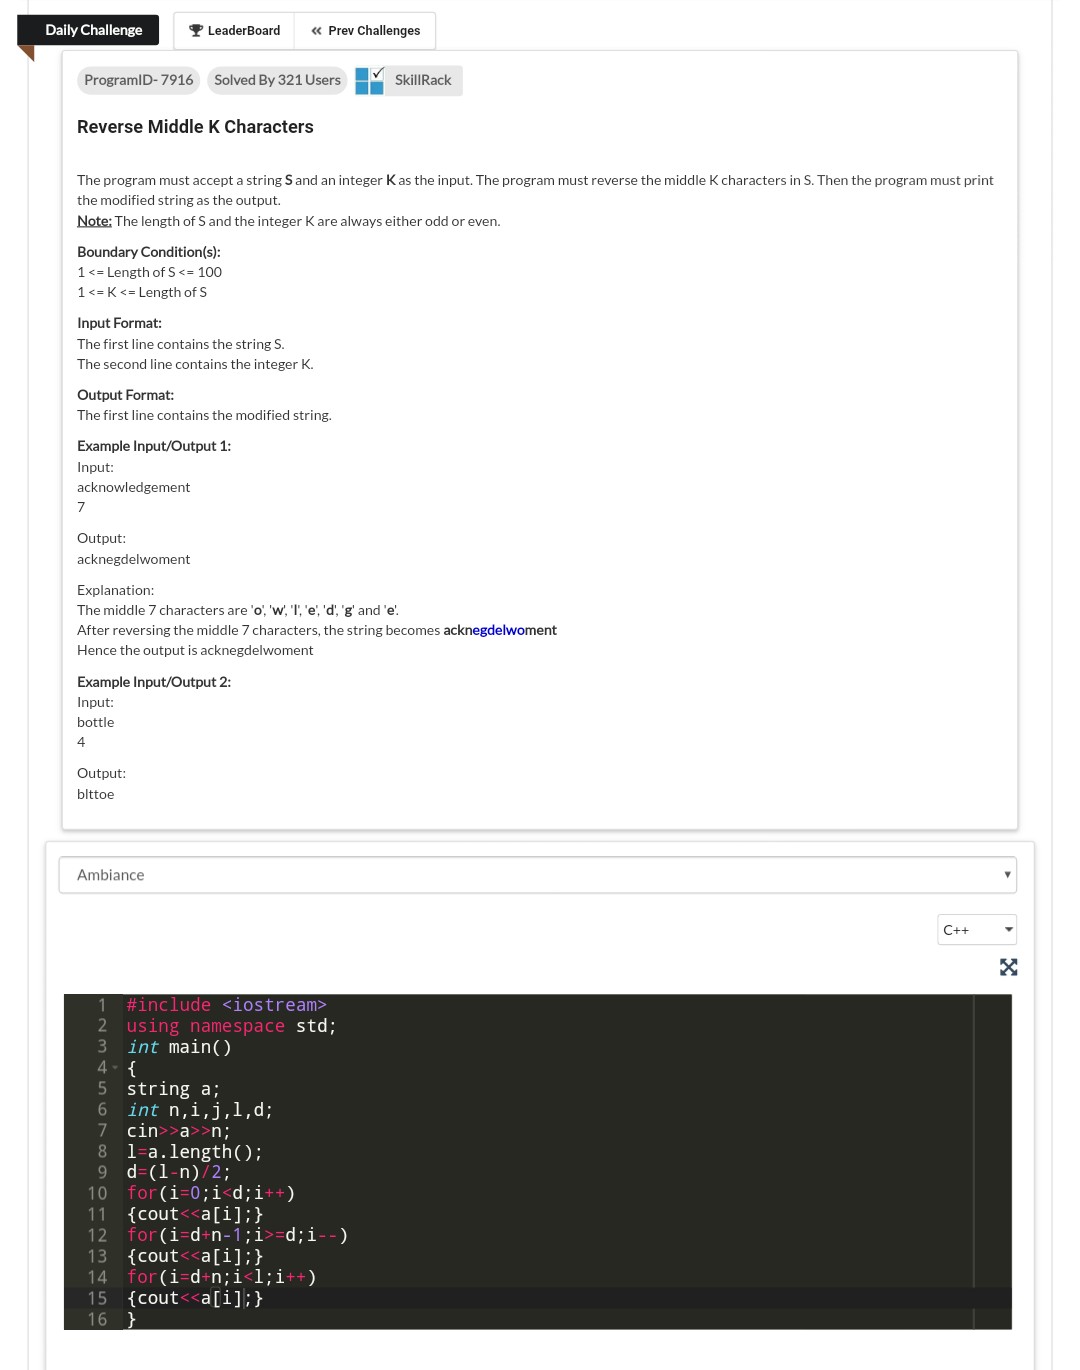 Daily Challenge
LeaderBoard
Prev Challenges
ProgramID- 7916
Solved By 321 Users
SkillRack
Reverse Middle K Characters
The program must accept a string S and an integer K as the input. The program must reverse the middle K characters in S. Then the program must print
the modified string as the output.
Note: The length of S and the integer K are always either odd or even.
Boundary Condition(s):
1 <= Length of S <= 100
1 <= K <= Length of S
Input Format:
The first line contains the string S.
The second line contains the integer K.
Output Format:
The first line contains the modified string.
Example Input/Output 1:
Input:
acknowledgement
7
Output:
acknegdelwoment
Explanation:
The middle 7 characters are 'o', 'w', 'l', 'e', 'd', 'g' and 'e'.
After reversing the middle 7 characters, the string becomes acknegdelwoment
Hence the output is acknegdelwoment
Example Input/Output 2:
Input:
bottle
4
Output:
blttoe
Ambiance
C++
1 #include <iostream>
2 using namespace std;
3 int main()
4 {
5 string a;
6 int n,i,j,l,d;
7 cin>>a>>n;
8 l=a.length();
9 d=(l-n)/2;
10 for(i=0;i<d;i++)
11 {cout<<a[i];}
12 for(i=d+n-1;i>=d;i--)
13 {cout<<a[i];}
14 for(i=d+n;i<l;i++)
15 {cout<<a[i];}
16 }